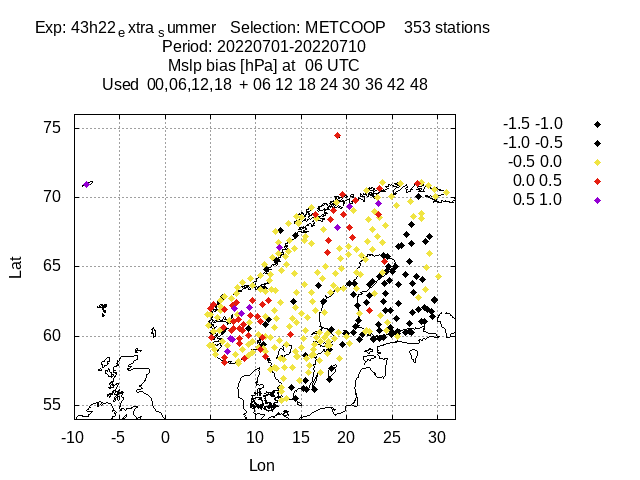 Exp: 43h22extrasummer   Selection: METCOOP    353 stations
Period: 20220701-20220710
Mslp bias [hPa] at  06 UTC
Used  00,06,12,18  + 06 12 18 24 30 36 42 48
75
70
65
60
55
-10 -5 0 5 10 15 20 25 30
Lat
Lon
-1.5 -1.0
-1.0 -0.5
-0.5 0.0
0.0 0.5
0.5 1.0